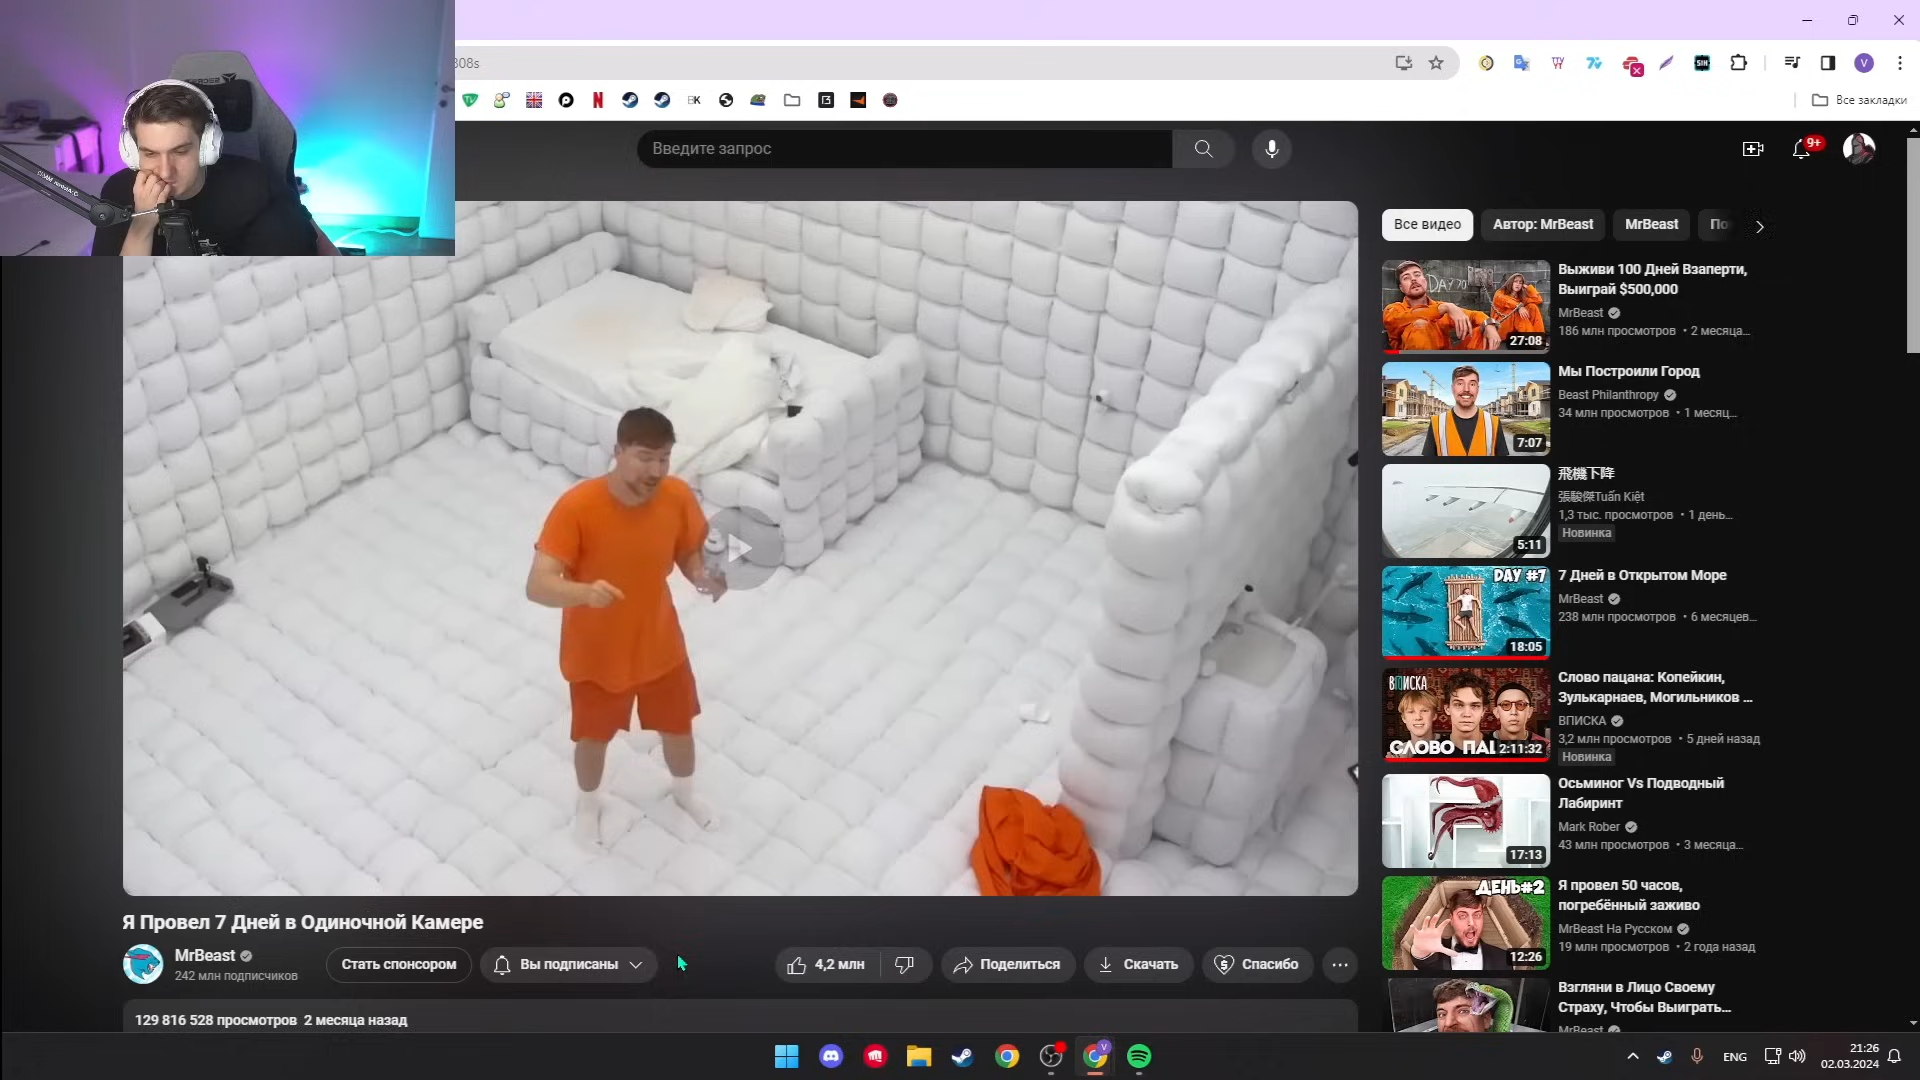 308s
Все закладки
Введите запрос
9+
V
Все видео
Автор: MrBeast
MrBeast
По
DAY 70
27:08
Выживи 100 Дней Взаперти,
Выиграй $500,000
MrBeast
186 млн просмотров • 2 месяца...
7:07
Мы Построили Город
Beast Philanthropy
34 млн просмотров • 1 месяц...
5:11
飛機下降
張駿傑Tuấn Kiệt
1,3 тыс. просмотров • 1 день...
Новинка
DAY #7
18:05
7 Дней в Открытом Море
MrBeast
238 млн просмотров • 6 месяцев...
ВПИСКА
СЛОВО ПАЦ
2:11:32
Слово пацана: Копейкин,
Зулькарнаев, Могильников ...
ВПИСКА
3,2 млн просмотров • 5 дней назад
Новинка
17:13
Осьминог Vs Подводный
Лабиринт
Mark Rober
43 млн просмотров • 3 месяца...
ДЕНЬ#2
12:26
Я провел 50 часов,
погребённый заживо
MrBeast На Русском
19 млн просмотров • 2 года назад
Взгляни в Лицо Своему
Страху, Чтобы Выиграть...
MrBeast
Я Провел 7 Дней в Одиночной Камере
MrBeast
242 млн подписчиков
Стать спонсором
Вы подписаны
4,2 млн
Поделиться
Скачать
Спасибо
129 816 528 просмотров 2 месяца назад
ENG
21:26
02.03.2024